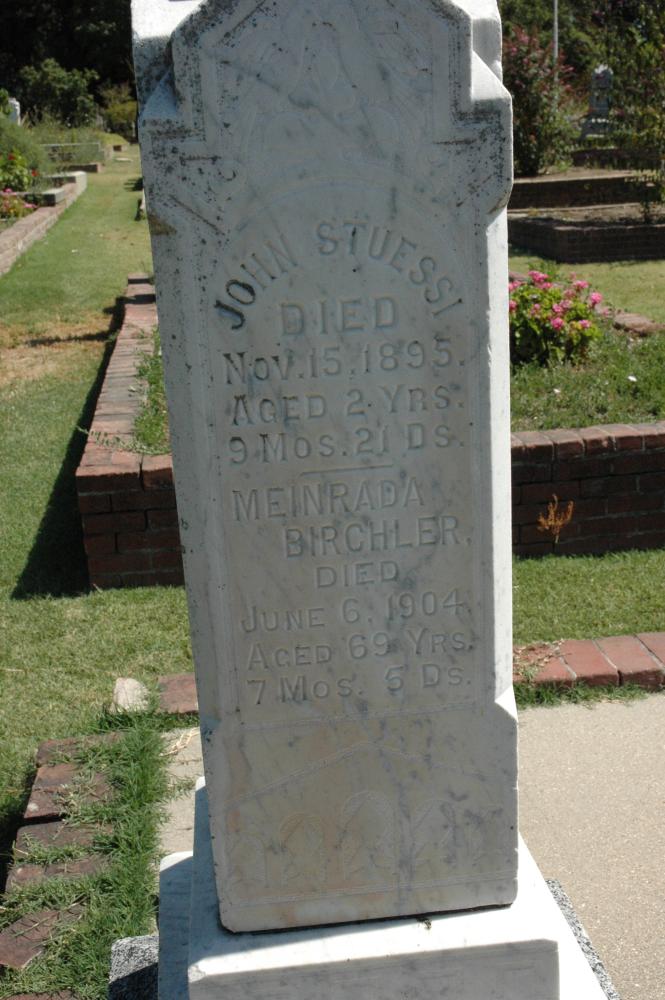 JOHN STUESSI
DIED
NOV. 15. 1895.
AGED 2 YRS.
9 MOS. 21 DS.
MEINRADA
BIRCHLER,
DIED
JUNE 6, 1904
AGED 69 YRS.
7 MOS. 5 DS.